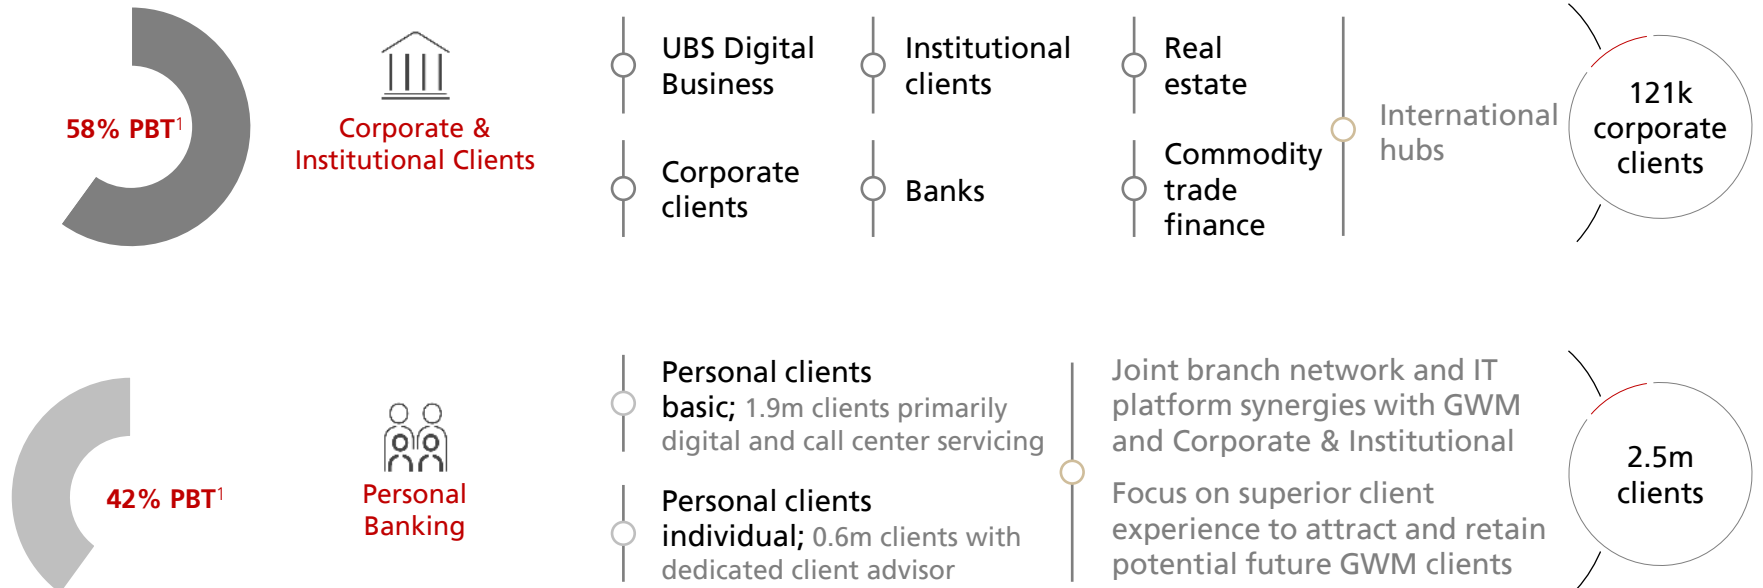 58% PBT1
Corporate &
Institutional Clients
UBS Digital
Business
Institutional
clients
Real
estate
Corporate
clients
Banks
Commodity
trade
finance
International
hubs
121k
corporate
clients
42% PBT1
Personal
Banking
Personal clients
basic; 1.9m clients primarily
digital and call center servicing
Personal clients
individual; 0.6m clients with
dedicated client advisor
Joint branch network and IT
platform synergies with GWM
and Corporate & Institutional
Focus on superior client
experience to attract and retain
potential future GWM clients
2.5m
clients